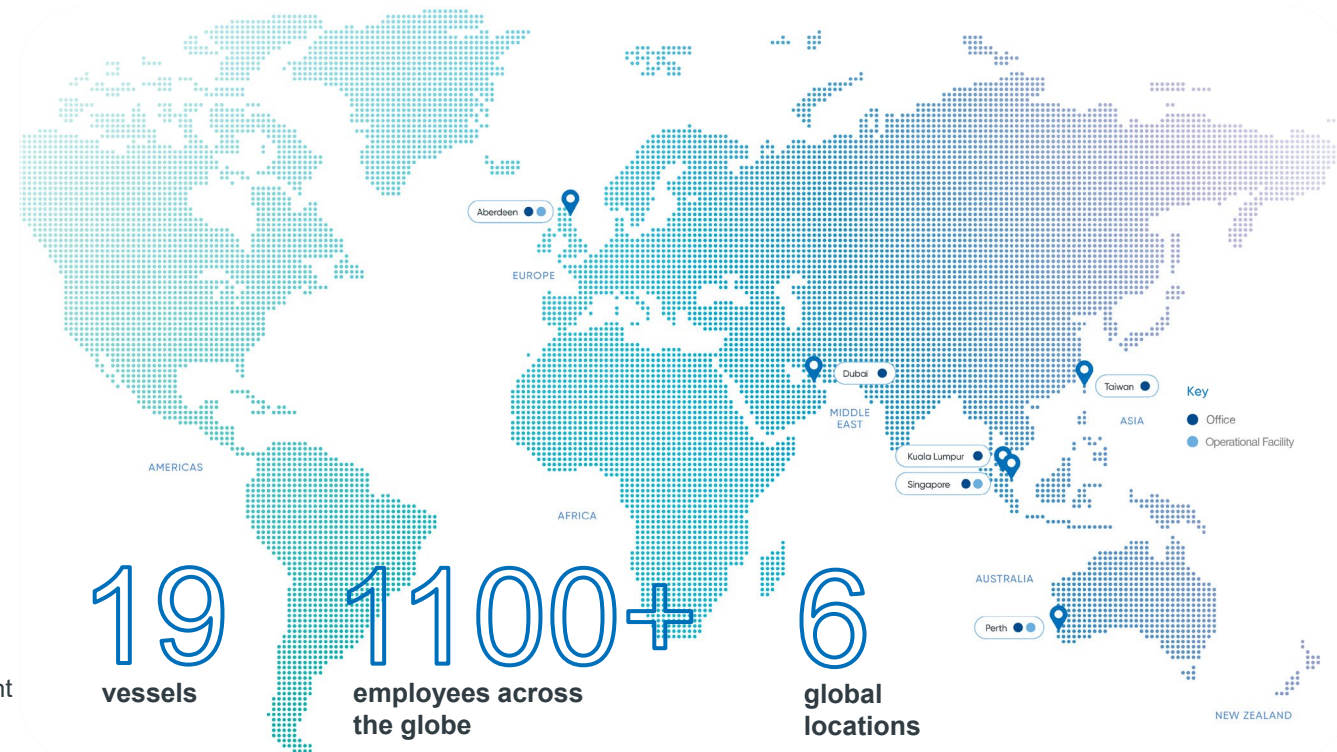 Aberdeen
EUROPE
Dubai
MIDDLE
EAST
Taiwan
Key
Office
Operational Facility
ASIA
Kuala Lumpur
Singapore
AMERICAS
AFRICA
AUSTRALIA
Perth
NEW ZEALAND
19
vessels
1100+
employees across
the globe
6
global
locations